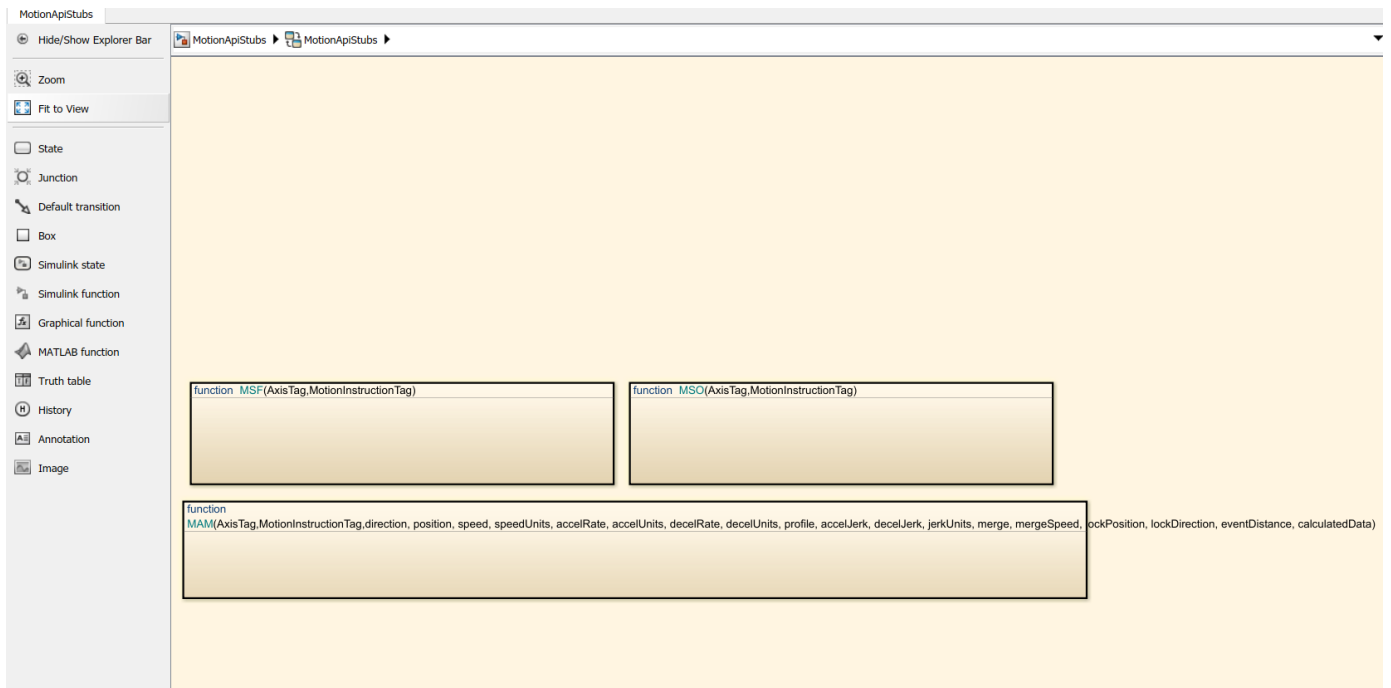 MotionApiStubs
Hide/Show Explorer Bar
MotionApiStubs MotionApiStubs
Zoom
Fit to View
State
Junction
Default transition
Box
Simulink state
Simulink function
Graphical function
MATLAB function
Truth table
History
Annotation
Image
function MSF(AxisTag,MotionInstructionTag)
function MSO(AxisTag,MotionInstructionTag)
function
MAM(AxisTag,MotionInstructionTag,direction, position, speed, speedUnits, accelRate, accelUnits, decelRate, decelUnits, profile, accelJerk, decelJerk, jerkUnits, merge, mergeSpeed, lockPosition, lockDirection, eventDistance, calculatedData)